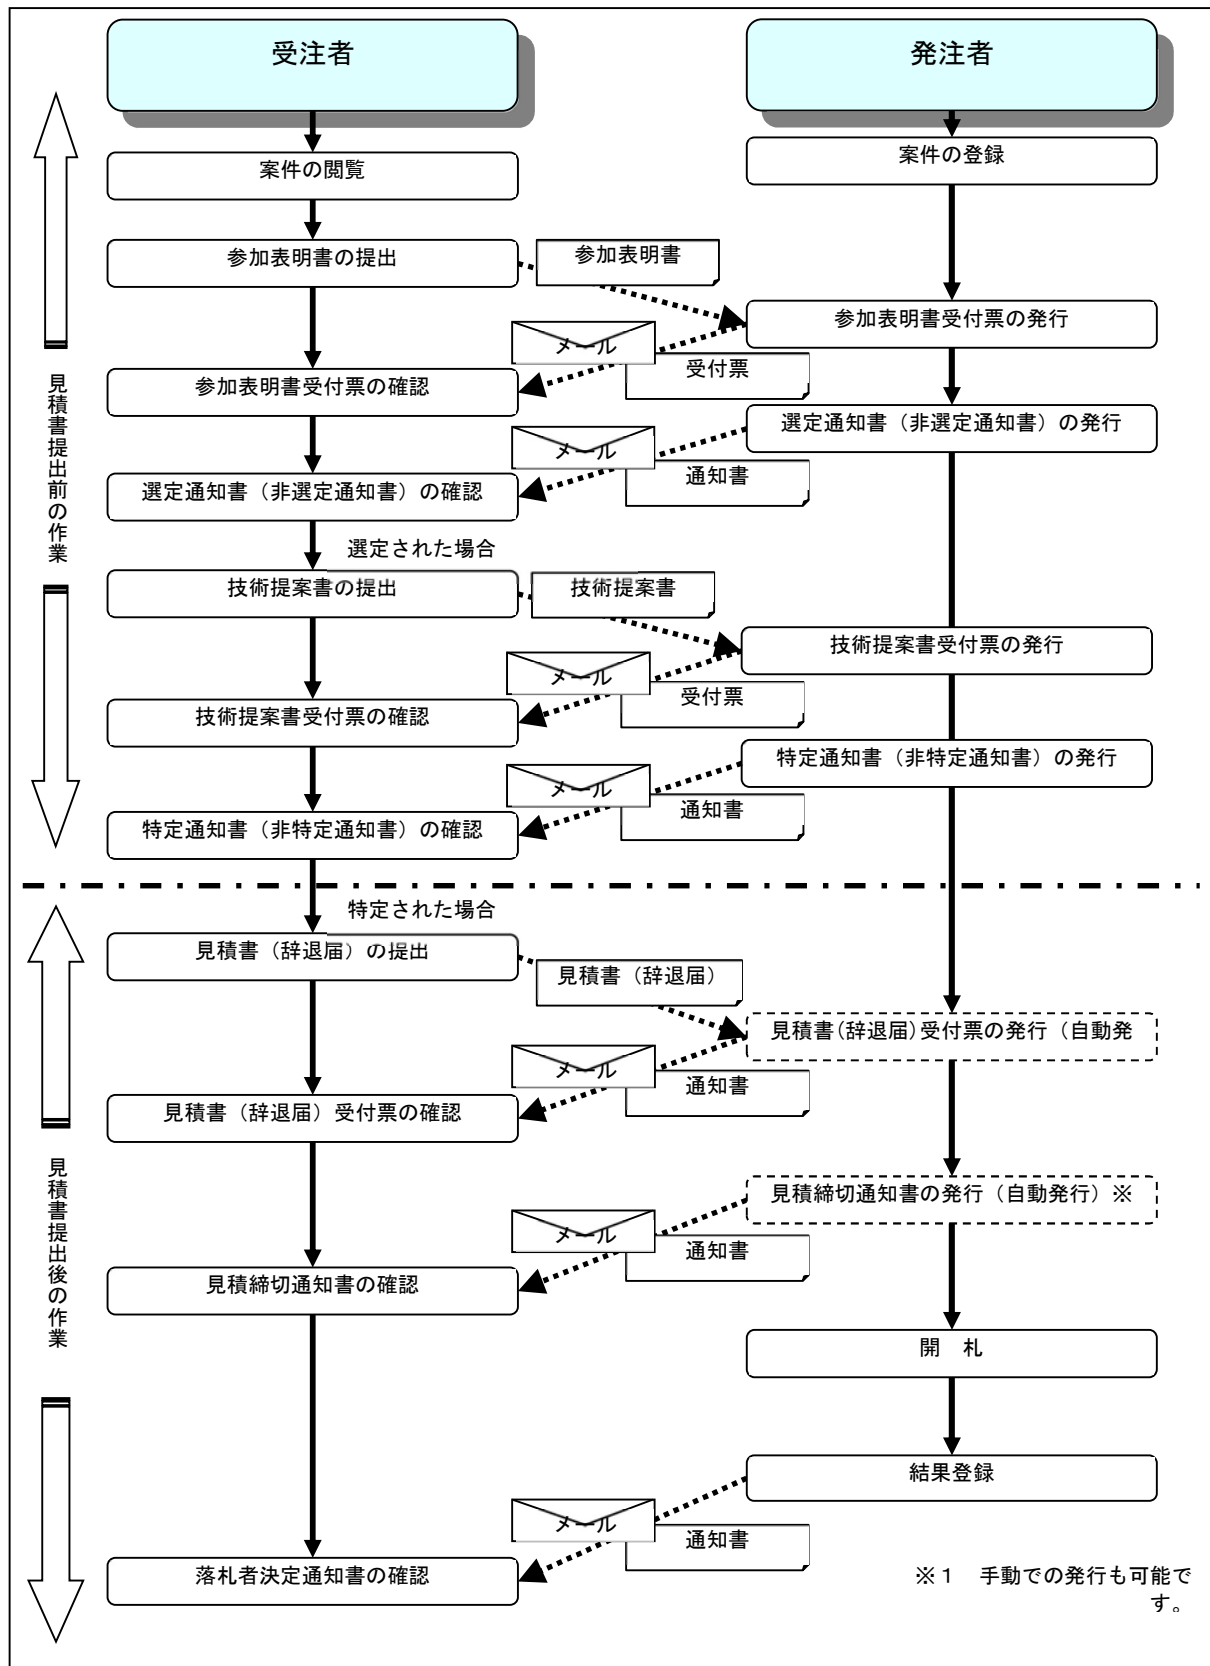 受注者
発注者
案件の閲覧
案件の登録
参加表明書の提出
参加表明書
参加表明書受付票の発行
メール
受付票
参加表明書受付票の確認
選定通知書（非選定通知書）の発行
メール
通知書
選定通知書（非選定通知書）の確認
選定された場合
技術提案書の提出
技術提案書
技術提案書受付票の発行
メール
受付票
技術提案書受付票の確認
特定通知書（非特定通知書）の発行
メール
通知書
特定通知書（非特定通知書）の確認
見積書提出前の作業
特定された場合
見積書（辞退届）の提出
見積書（辞退届）
見積書(辞退届)受付票の発行（自動発
メール
通知書
見積書（辞退届）受付票の確認
見積締切通知書の発行（自動発行）※
メール
通知書
見積締切通知書の確認
開　札
結果登録
メール
通知書
落札者決定通知書の確認
見積書提出後の作業
※１　手動での発行も可能で
す。